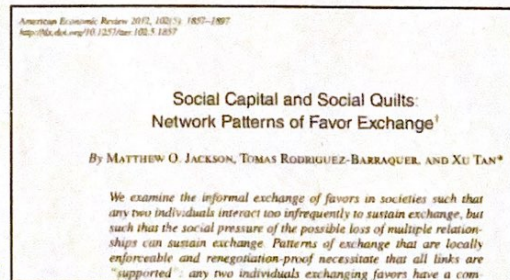 American Economic Review 2012, 102(5): 1857–1897
http://dx.doi.org/10.1257/aer.102.5.1857
Social Capital and Social Quilts:
Network Patterns of Favor Exchange†
By MATTHEW O. JACKSON, TOMAS RODRIGUEZ-BARRAQUER, AND XU TAN*
We examine the informal exchange of favors in societies such that
any two individuals interact too infrequently to sustain exchange, but
such that the social pressure of the possible loss of multiple relation-
ships can sustain exchange. Patterns of exchange that are locally
enforceable and renegotiation-proof necessitate that all links are
"supported": any two individuals exchanging favors have a com-